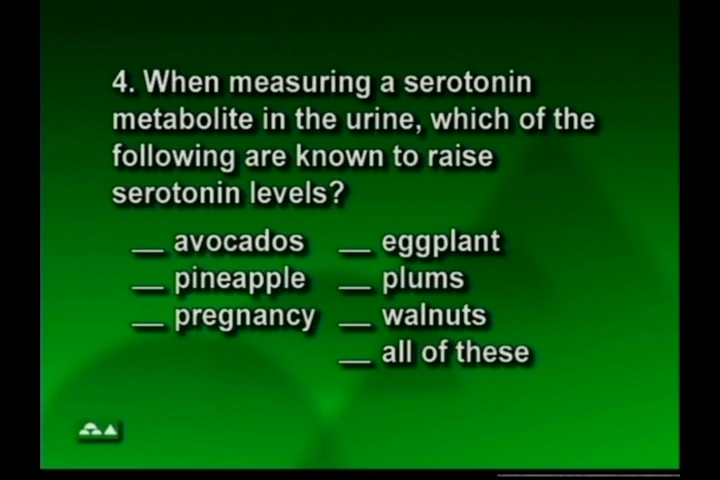 4. When measuring a serotonin
metabolite in the urine, which of the
following are known to raise
serotonin levels?
__ avocados
__ pineapple
__ pregnancy
__ eggplant
__ plums
__ walnuts
__ all of these